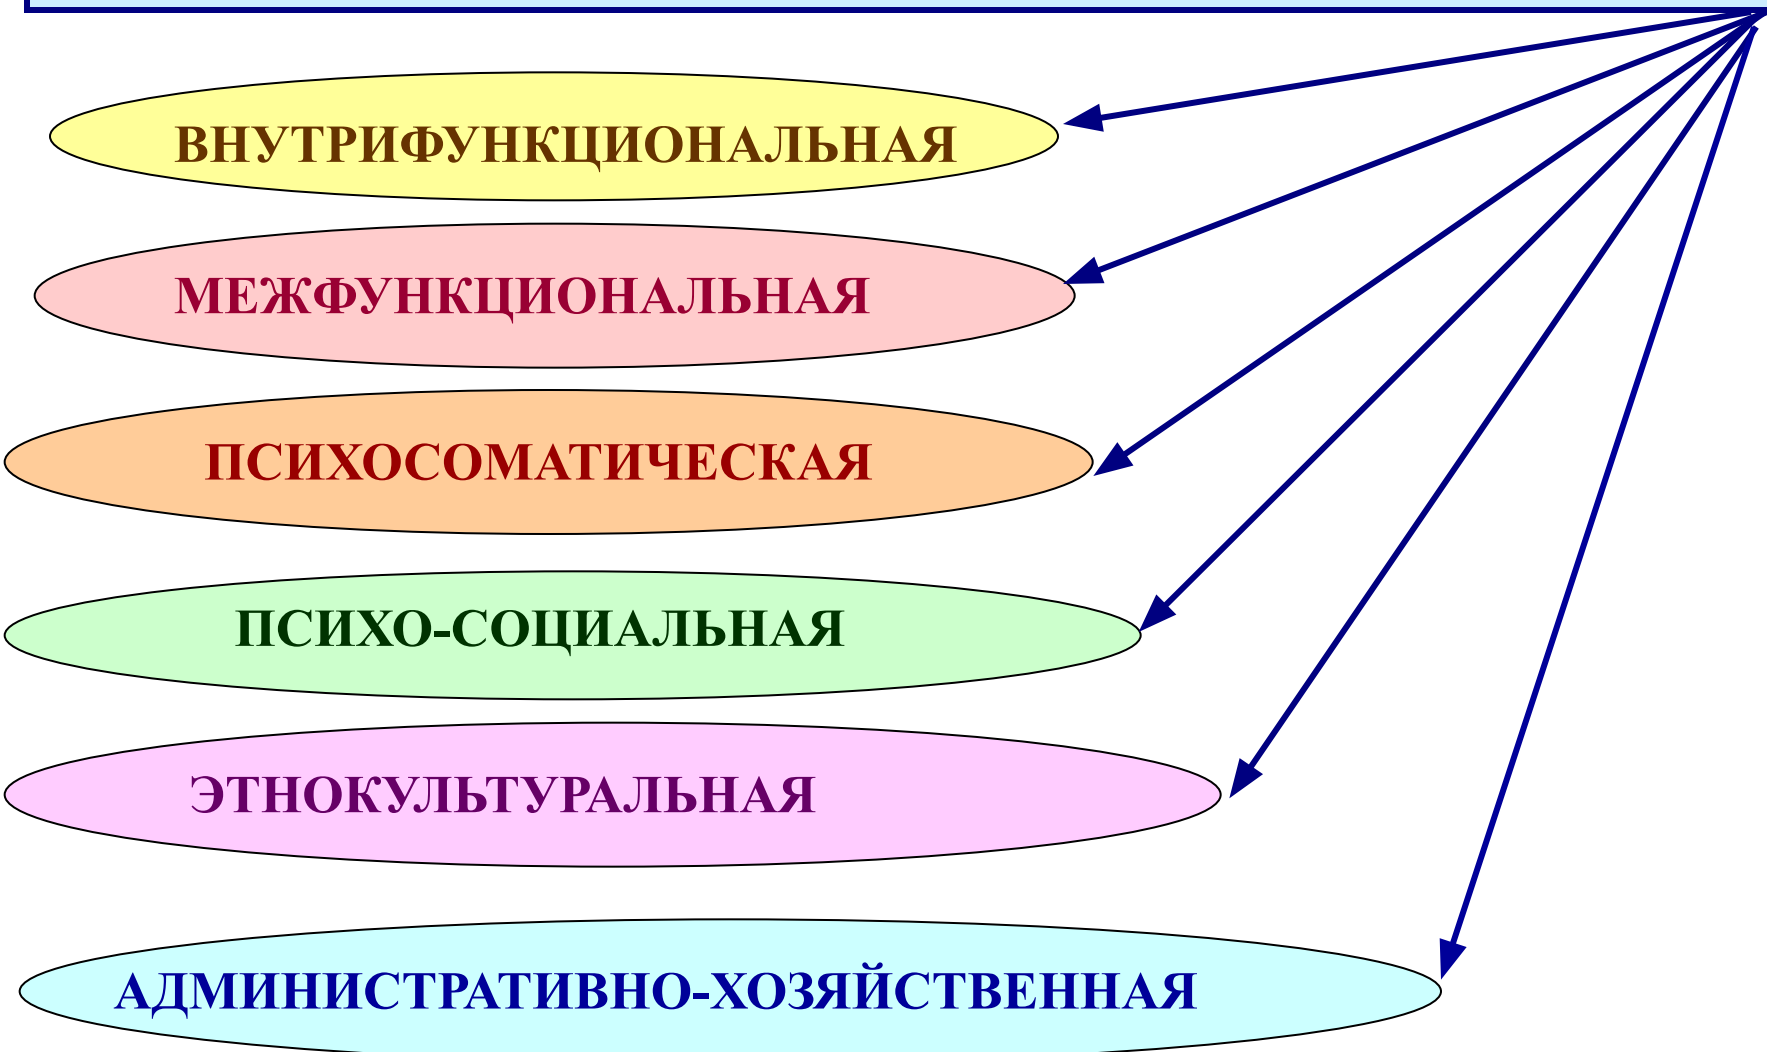 ВНУТРИФУНКЦИОНАЛЬНАЯ
МЕЖФУНКЦИОНАЛЬНАЯ
ПСИХОСОМАТИЧЕСКАЯ
ПСИХО-СОЦИАЛЬНАЯ
ЭТНОКУЛЬТУРАЛЬНАЯ
АДМИНИСТРАТИВНО-ХОЗЯЙСТВЕННАЯ